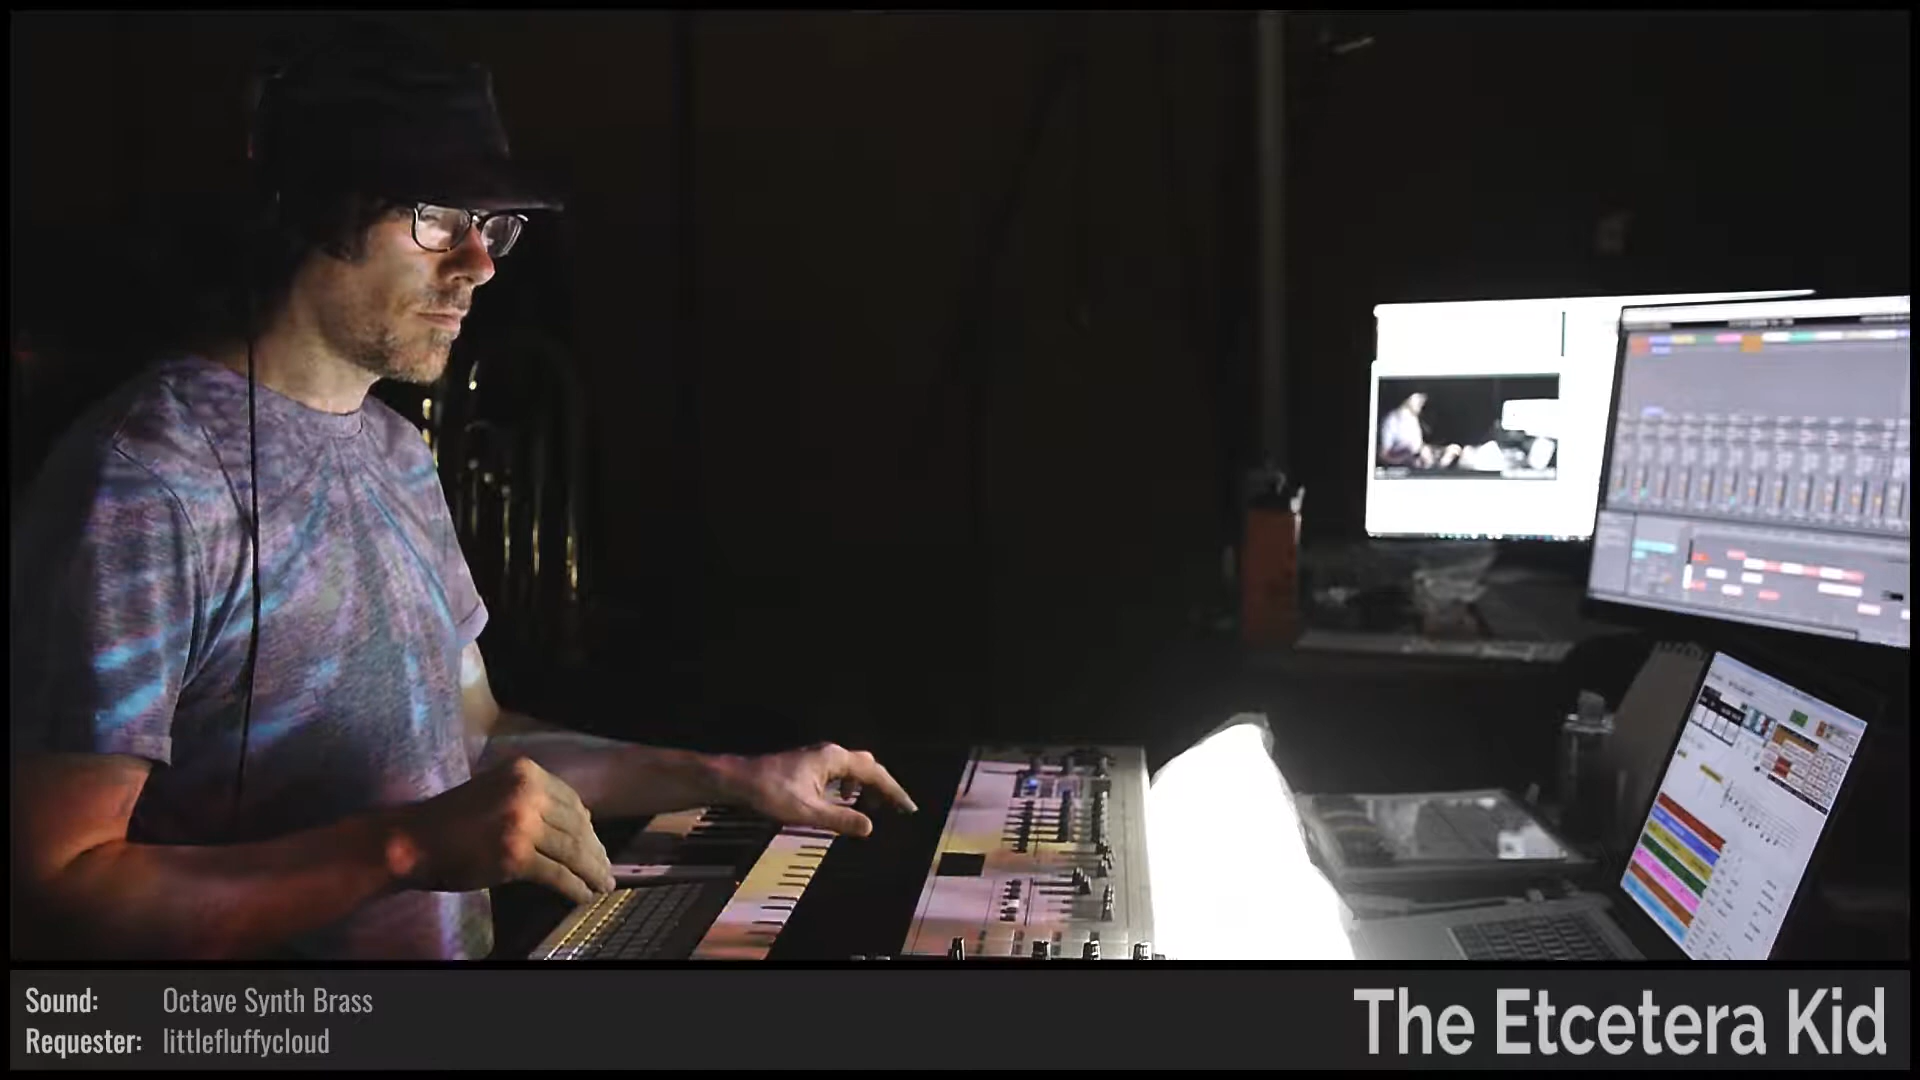 Sound: Octave Synth Brass
Requester: littlefluffycloud
The Etcetera Kid